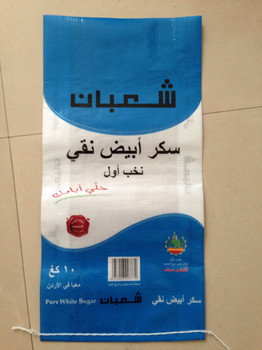 شعبان
سكر أبيض نقي
نخب أول
حلّي أيامك
١٠ كغ
معبأ في الأردن
Pure White Sugar
شعبان
سكر أبيض نقي